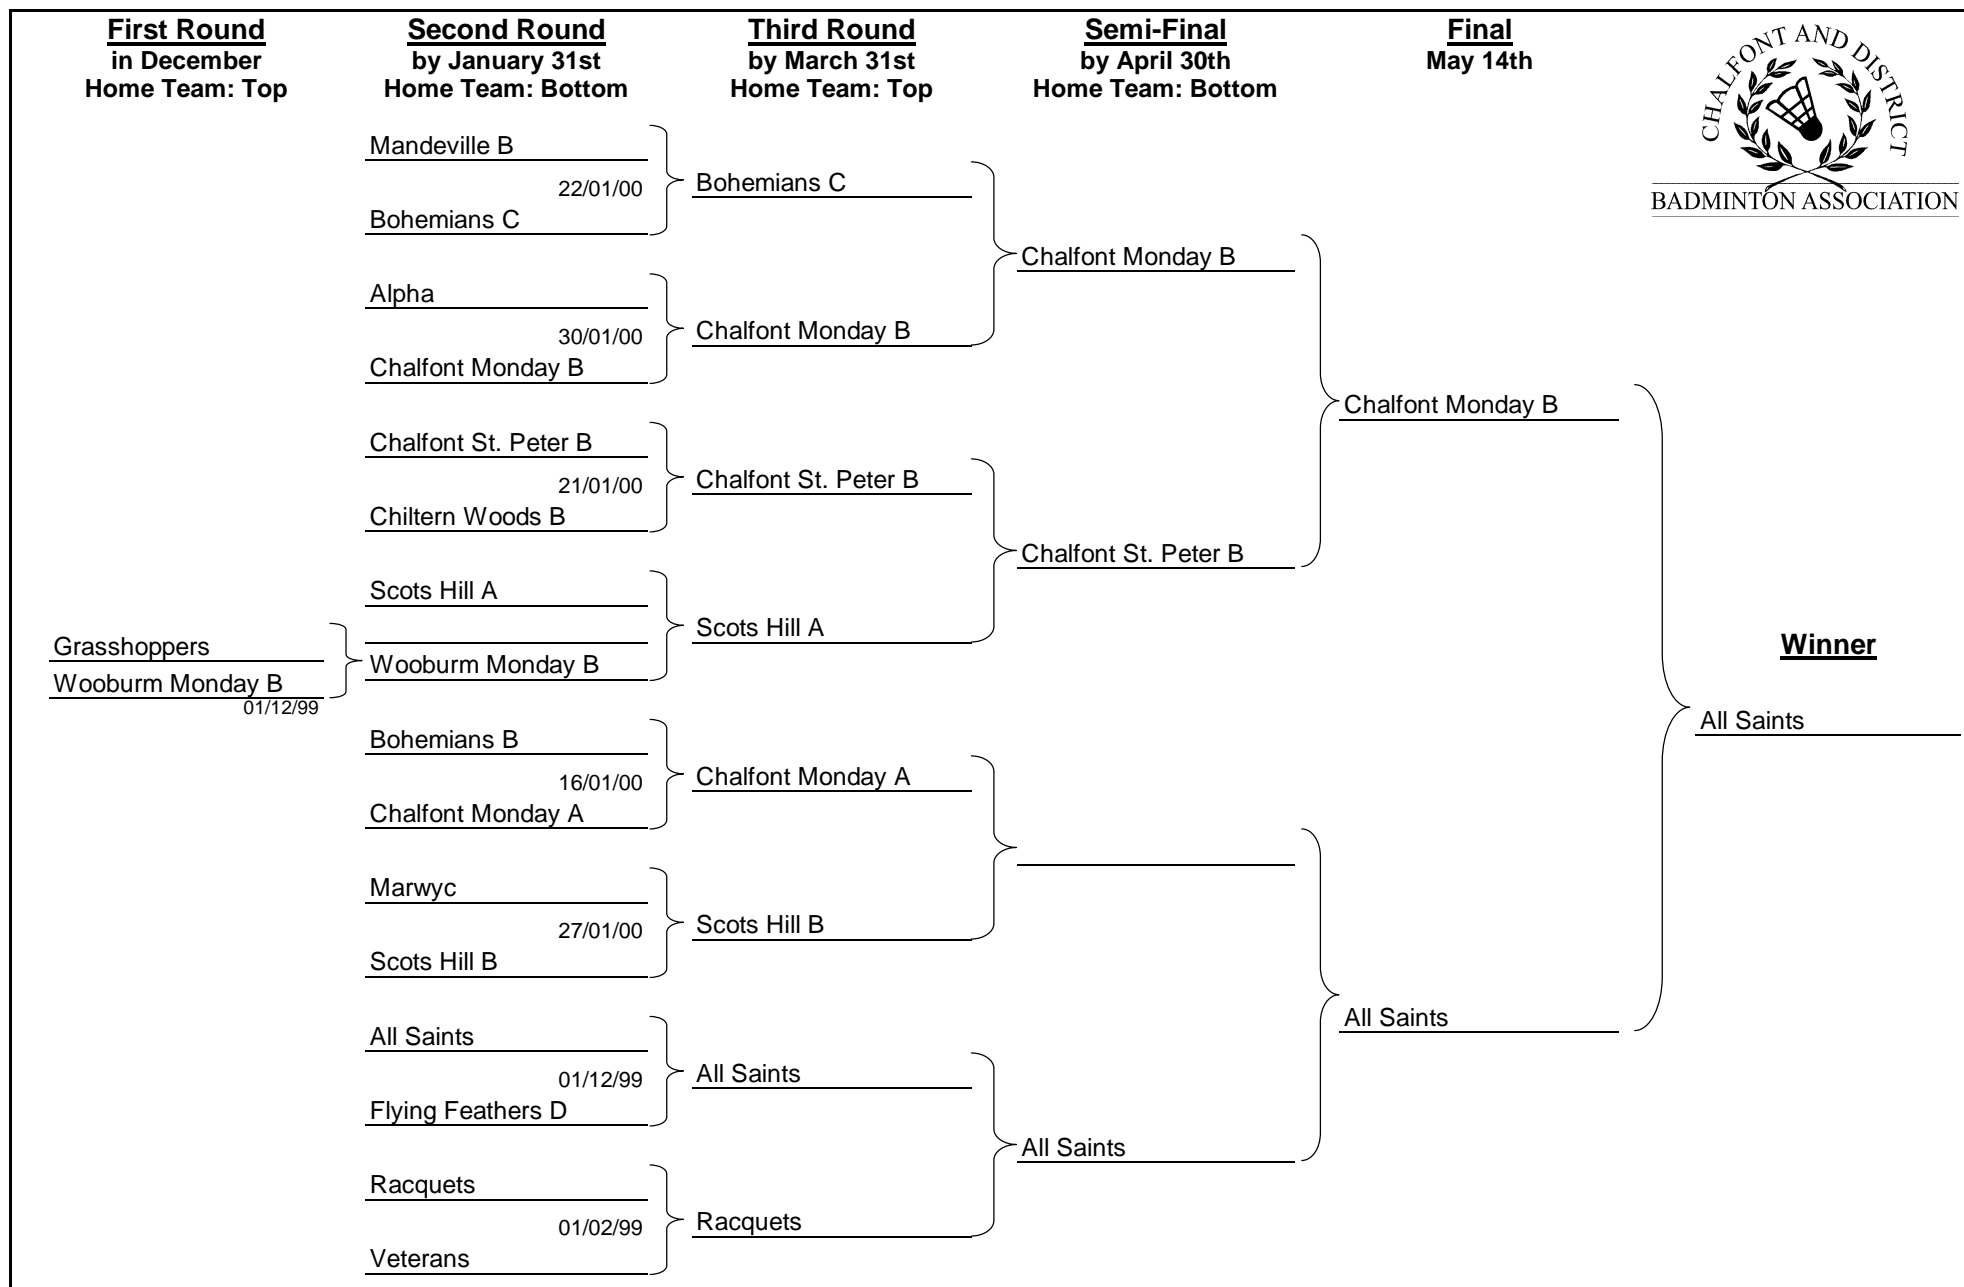 First Round
in December
Home Team: Top
Second Round
by January 31st
Home Team: Bottom
Third Round
by March 31st
Home Team: Top
Semi-Final
by April 30th
Home Team: Bottom
Final
May 14th
CHALFONT AND DISTRICT
BADMINTON ASSOCIATION
Grasshoppers
Wooburm Monday B
01/12/99
Mandeville B
22/01/00
Bohemians C
Alpha
30/01/00
Chalfont Monday B
Chalfont St. Peter B
21/01/00
Chiltern Woods B
Scots Hill A
Wooburm Monday B
Bohemians B
16/01/00
Chalfont Monday A
Marwyc
27/01/00
Scots Hill B
All Saints
01/12/99
Flying Feathers D
Racquets
01/02/99
Veterans
Bohemians C
Chalfont Monday B
Chalfont St. Peter B
Scots Hill A
Chalfont Monday A
Scots Hill B
All Saints
Racquets
Chalfont Monday B
Chalfont St. Peter B
All Saints
Chalfont Monday B
All Saints
Winner
All Saints